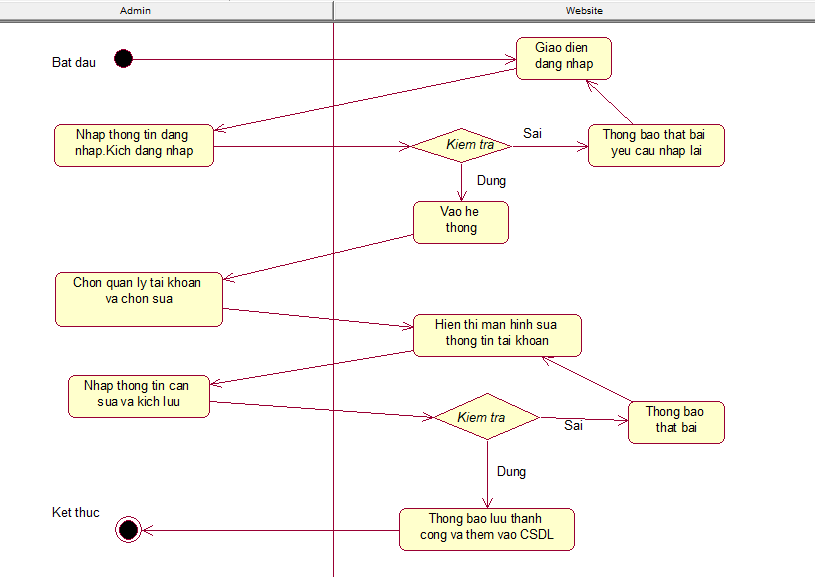 Admin
Website
Bat dau
Giao dien
dang nhap
Nhap thong tin dang
nhap.Kich dang nhap
Kiem tra
Sai
Thong bao that bai
yeu cau nhap lai
Dung
Vao he
thong
Chon quan ly tai khoan
va chon sua
Hien thi man hinh sua
thong tin tai khoan
Nhap thong tin can
sua va kich luu
Kiem tra
Sai
Thong bao
that bai
Dung
Ket thuc
Thong bao luu thanh
cong va them vao CSDL